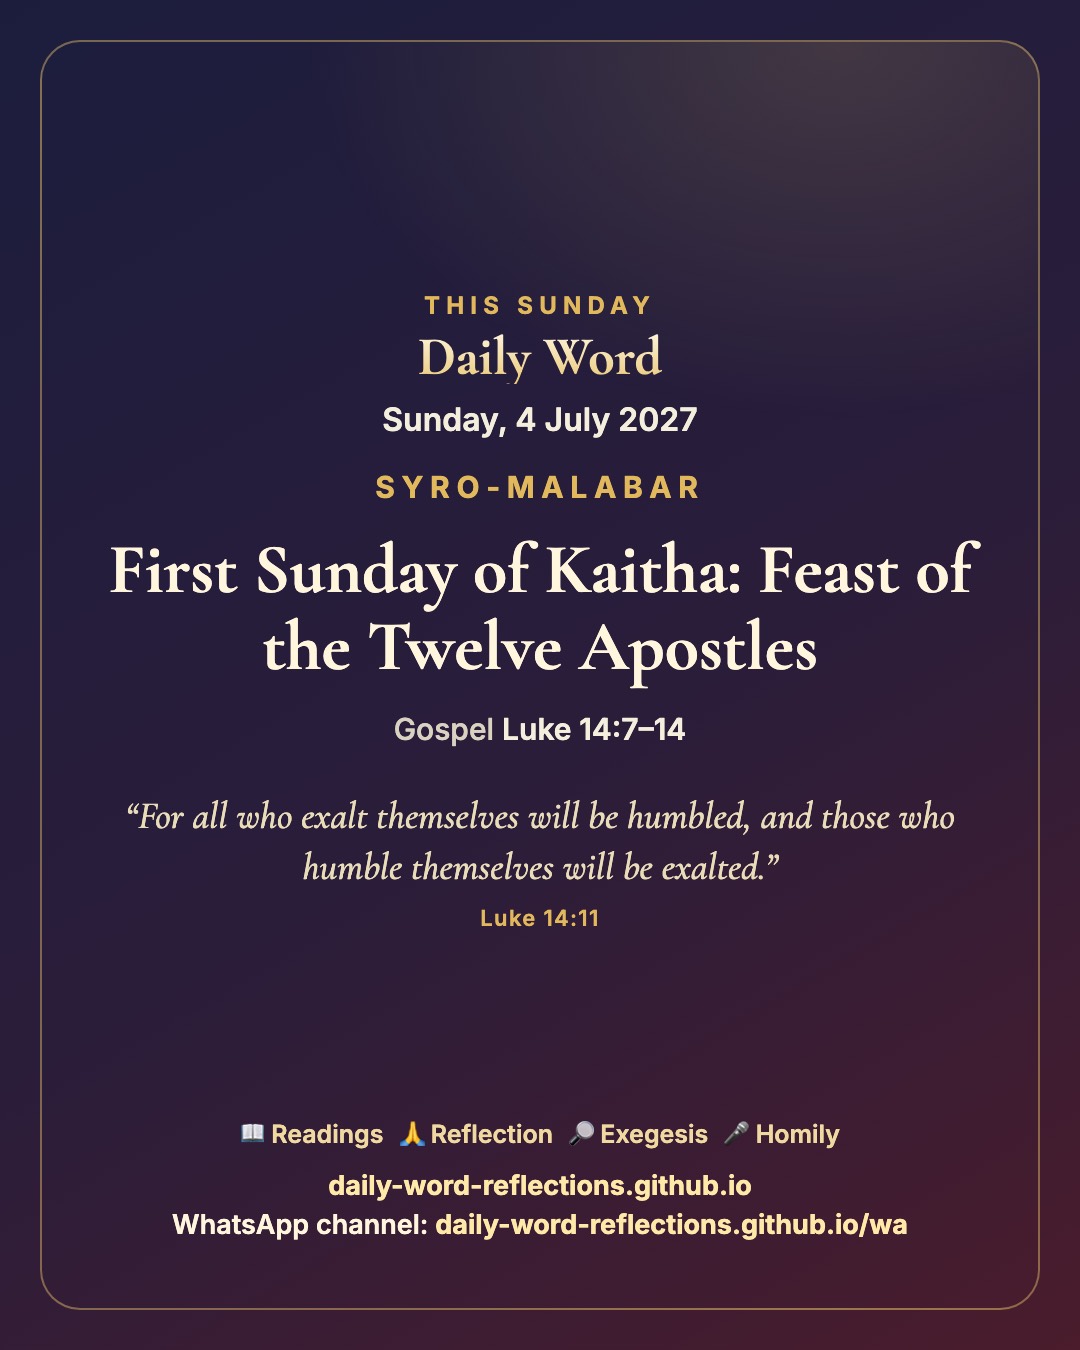 THIS SUNDAY
Daily Word
Sunday, 4 July 2027
SYRO-MALABAR
First Sunday of Kaitha: Feast of
the Twelve Apostles
Gospel Luke 14:7–14
“For all who exalt themselves will be humbled, and those who
humble themselves will be exalted.”
Luke 14:11
📖 Readings 🙏 Reflection 🔎 Exegesis 🎤 Homily
daily-word-reflections.github.io
WhatsApp channel: daily-word-reflections.github.io/wa